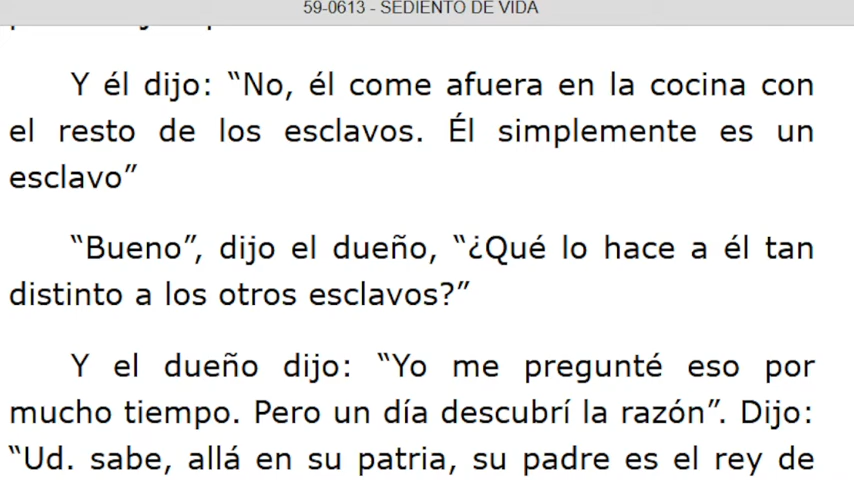 59-0613 - SEDIENTO DE VIDA
Y él dijo: “No, él come afuera en la cocina con
el resto de los esclavos. Él simplemente es un
esclavo”
“Bueno”, dijo el dueño, “¿Qué lo hace a él tan
distinto a los otros esclavos?”
Y el dueño dijo: “Yo me pregunté eso por
mucho tiempo. Pero un día descubrí la razón”. Dijo:
“Ud. sabe, allá en su patria, su padre es el rey de